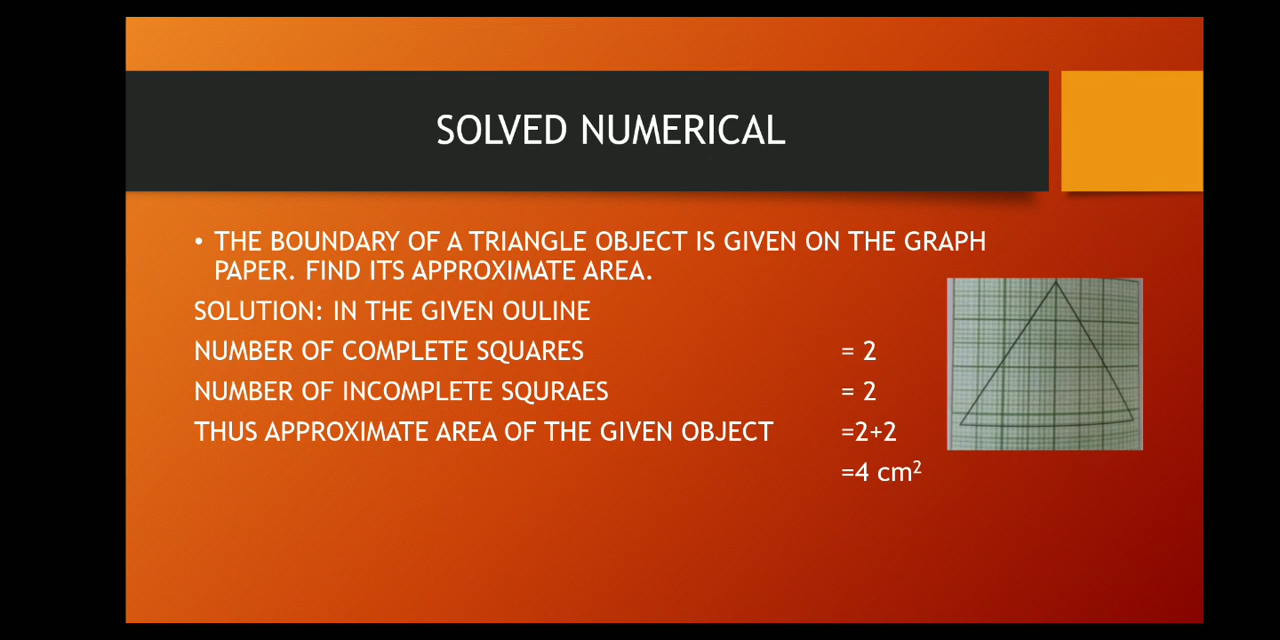 SOLVED NUMERICAL
• THE BOUNDARY OF A TRIANGLE OBJECT IS GIVEN ON THE GRAPH
PAPER. FIND ITS APPROXIMATE AREA.
SOLUTION: IN THE GIVEN OULINE
NUMBER OF COMPLETE SQUARES = 2
NUMBER OF INCOMPLETE SQURAES = 2
THUS APPROXIMATE AREA OF THE GIVEN OBJECT =2+2
=4 cm²